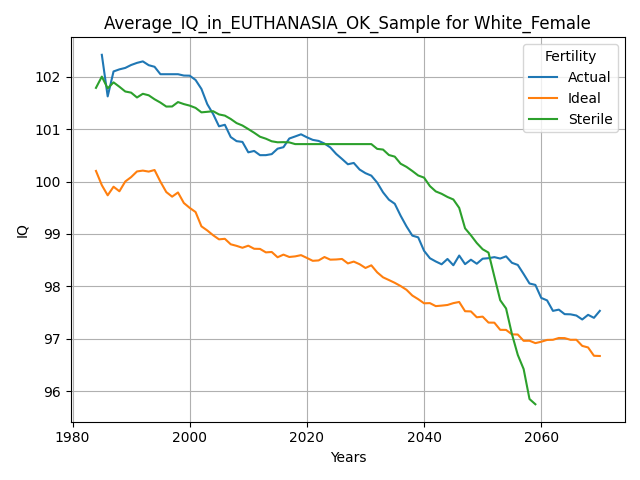 Average_IQ_in_EUTHANASIA_OK_Sample for White_Female
Fertility
Actual
Ideal
Sterile
IQ
102
101
100
99
98
97
96
1980
2000
2020
2040
2060
Years